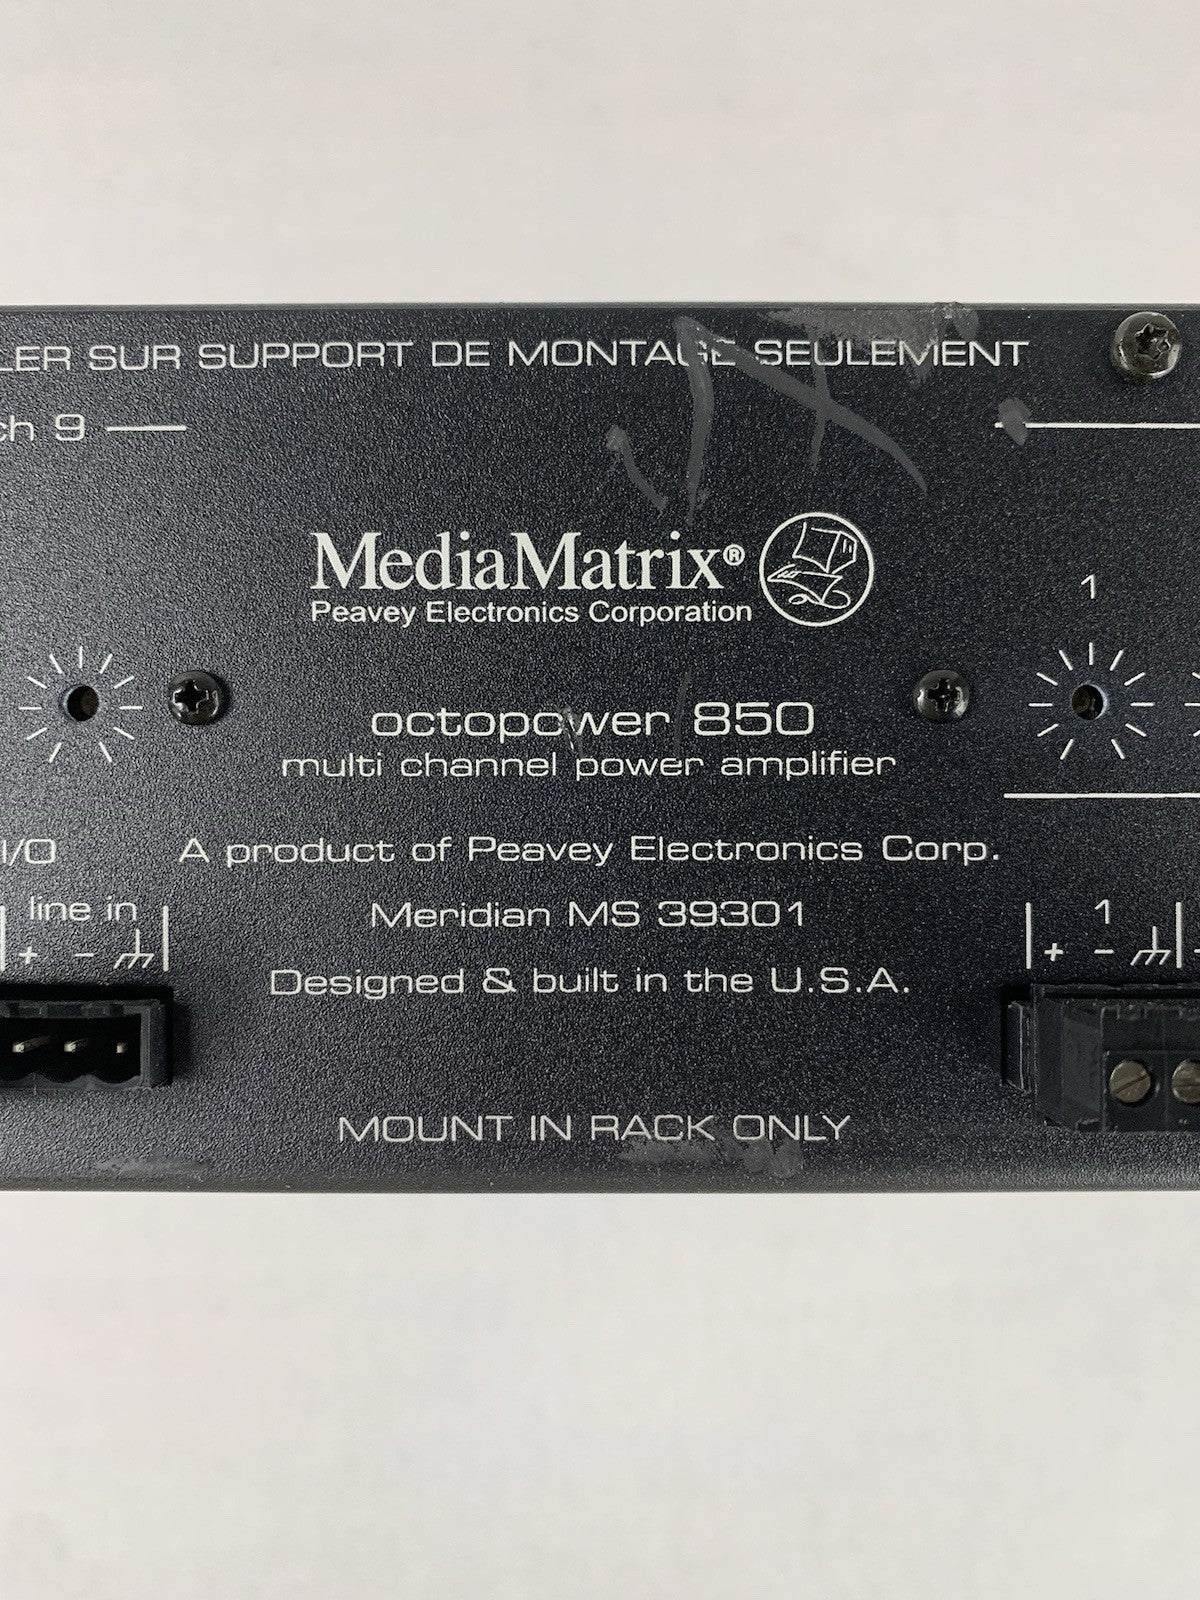 LER SUR SUPPORT DE MONTAGE SEULEMENT
ch 9
MediaMatrix®
Peavey Electronics Corporation
1
octopower 850
multi channel power amplifier
I/O
A product of Peavey Electronics Corp.
line in
Meridian MS 39301
1
+ -
+ -
Designed & built in the U.S.A.
MOUNT IN RACK ONLY